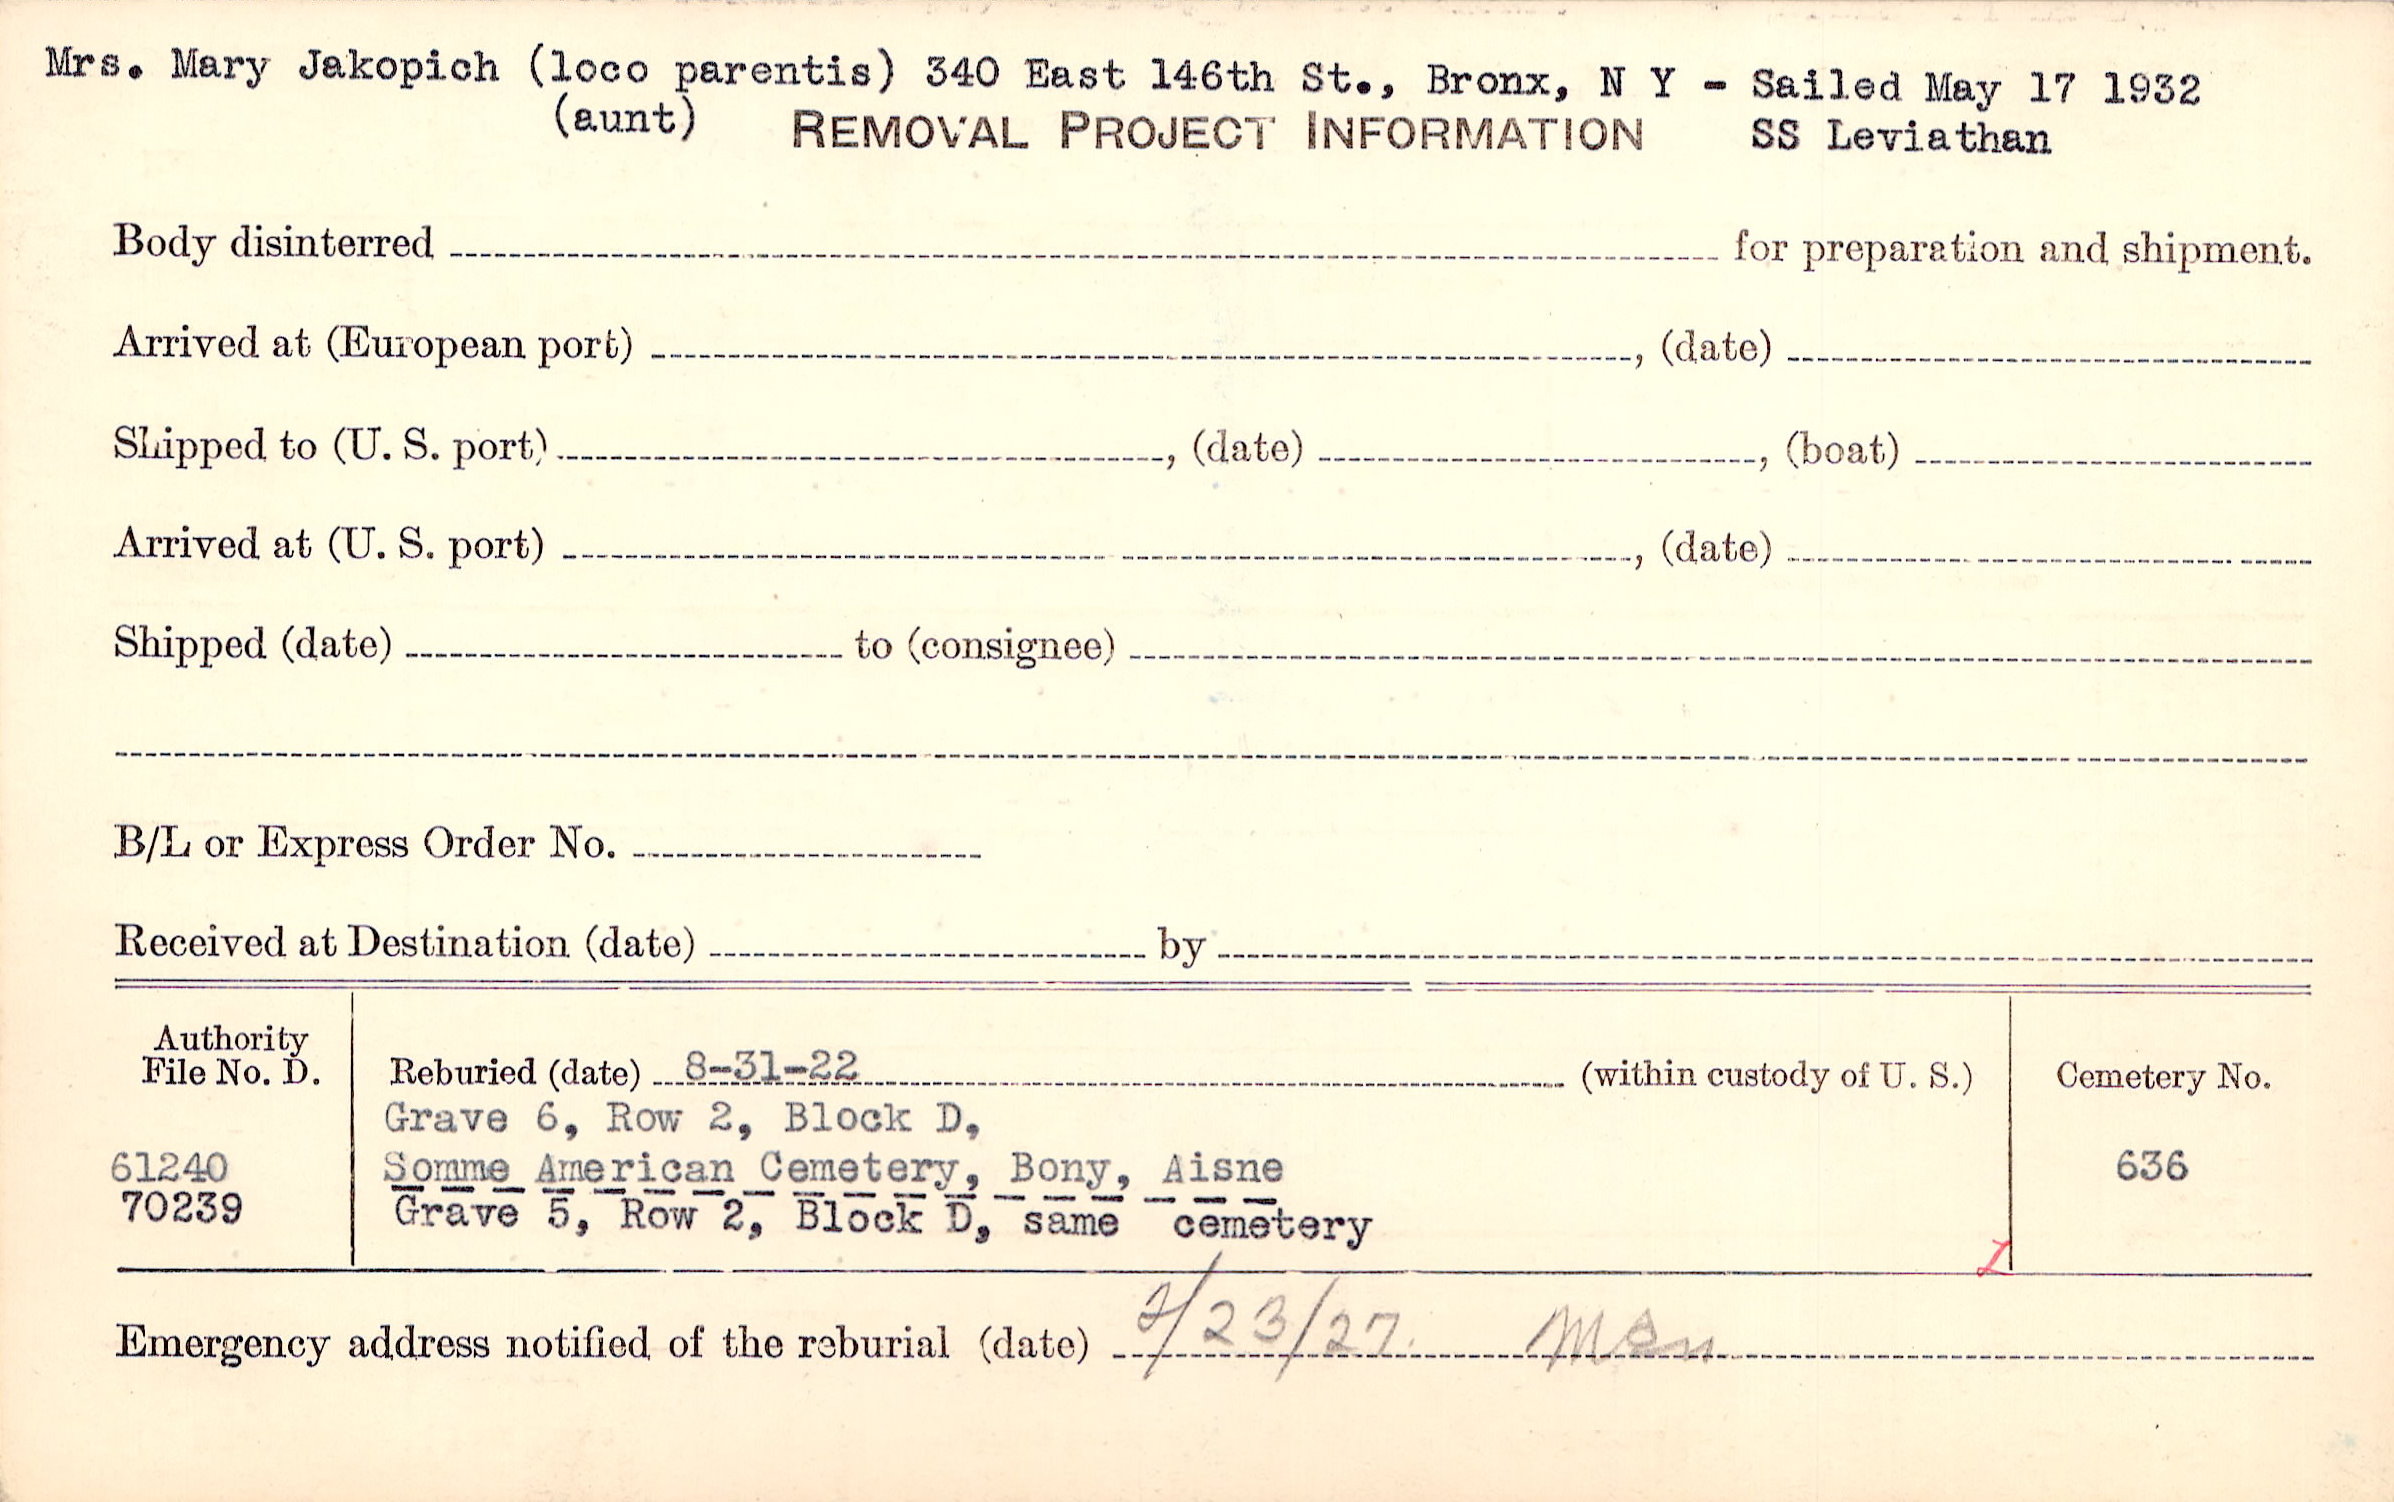 Mrs. Mary Jakopich (loco parentis) 340 East 146th St., Bronx, N Y - Sailed May 17 1932
(aunt) REMOVAL PROJECT INFORMATION SS Leviathan
Body disinterred for preparation and shipment.
Arrived at (European port) , (date)
Shipped to (U. S. port) , (date) , (boat)
Arrived at (U. S. port) , (date)
Shipped (date) to (consignee)
B/L or Express Order No.
Received at Destination (date) by
Authority
File No. D. Reburied (date) 8-31-22 (within custody of U. S.) Cemetery No.
Grave 6, Row 2, Block D,
61240 Somme American Cemetery, Bony, Aisne 636
70239 Grave 5, Row 2, Block D, same cemetery
Emergency address notified of the reburial (date) 2/23/27.